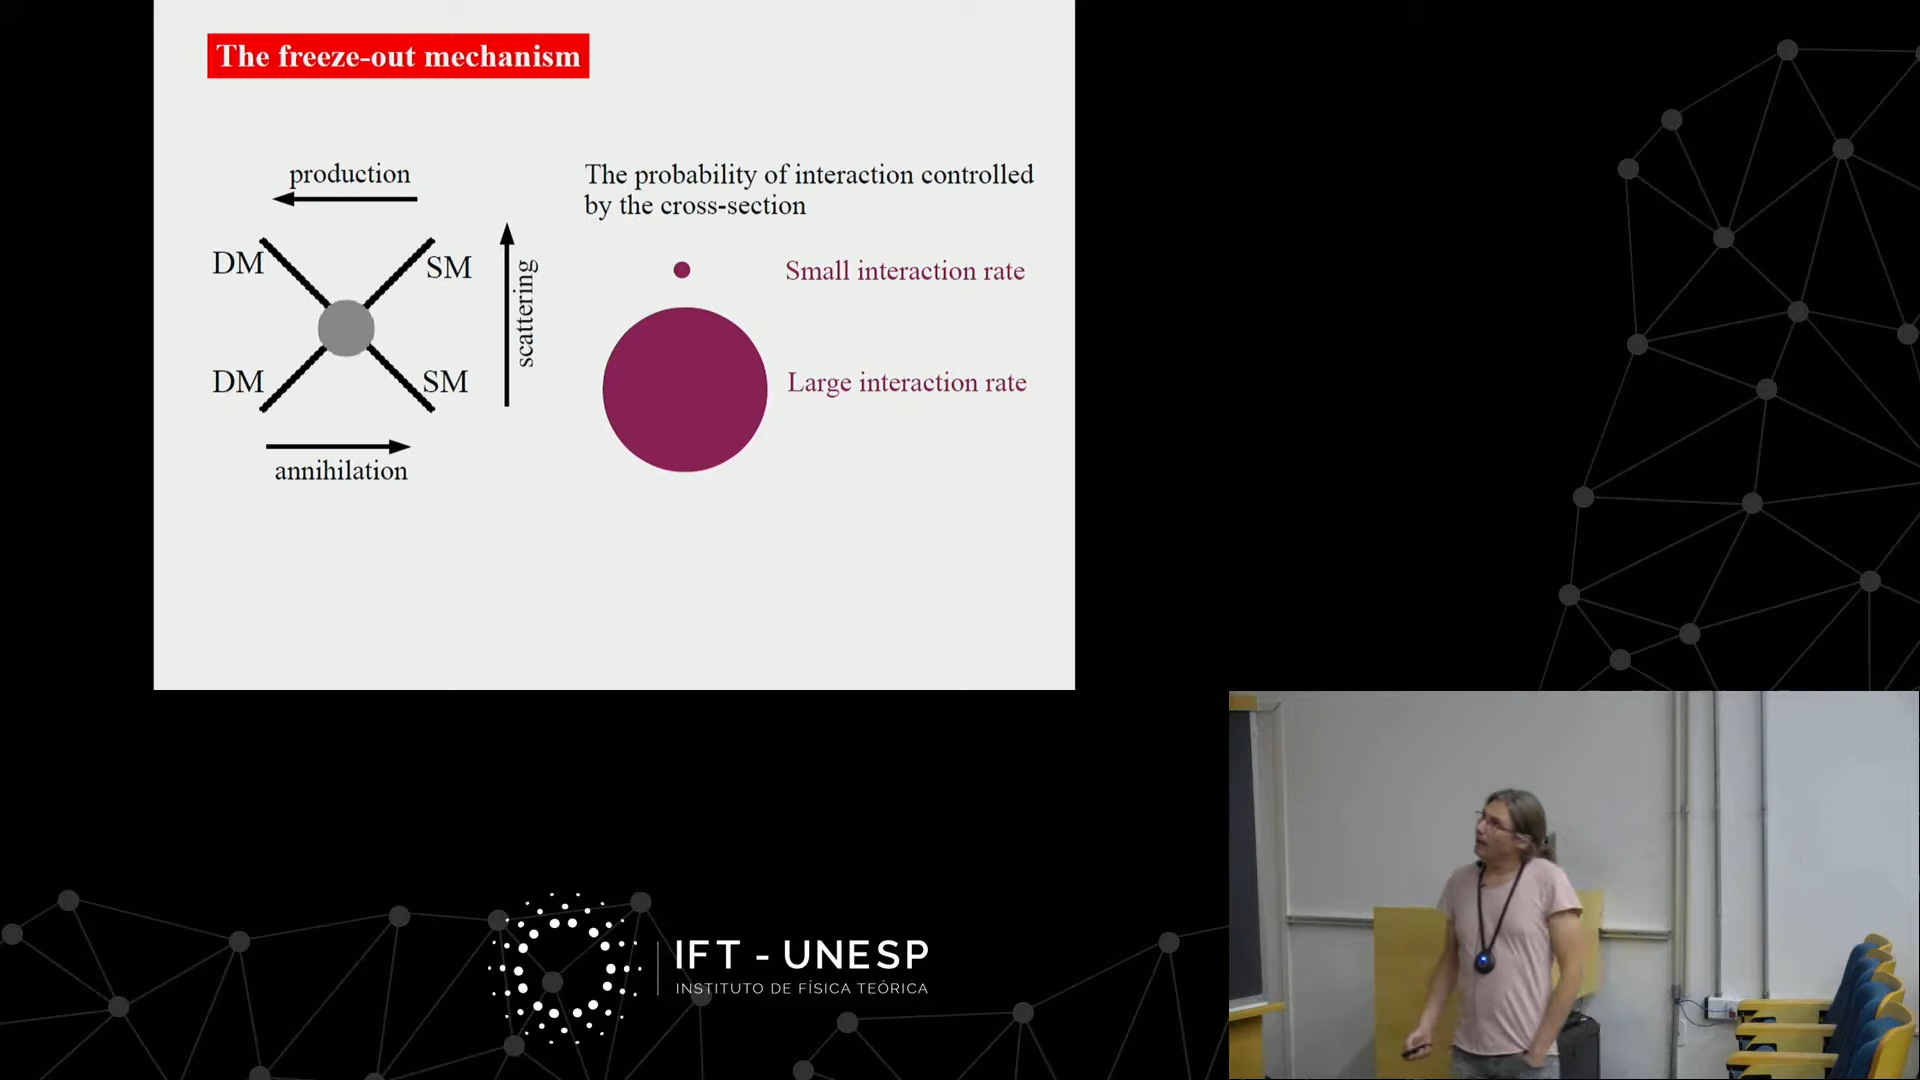 The freeze-out mechanism
production
The probability of interaction controlled
by the cross-section
DM
SM
scattering
Small interaction rate
DM
SM
Large interaction rate
annihilation
IFT - UNESP
INSTITUTO DE FÍSICA TEÓRICA